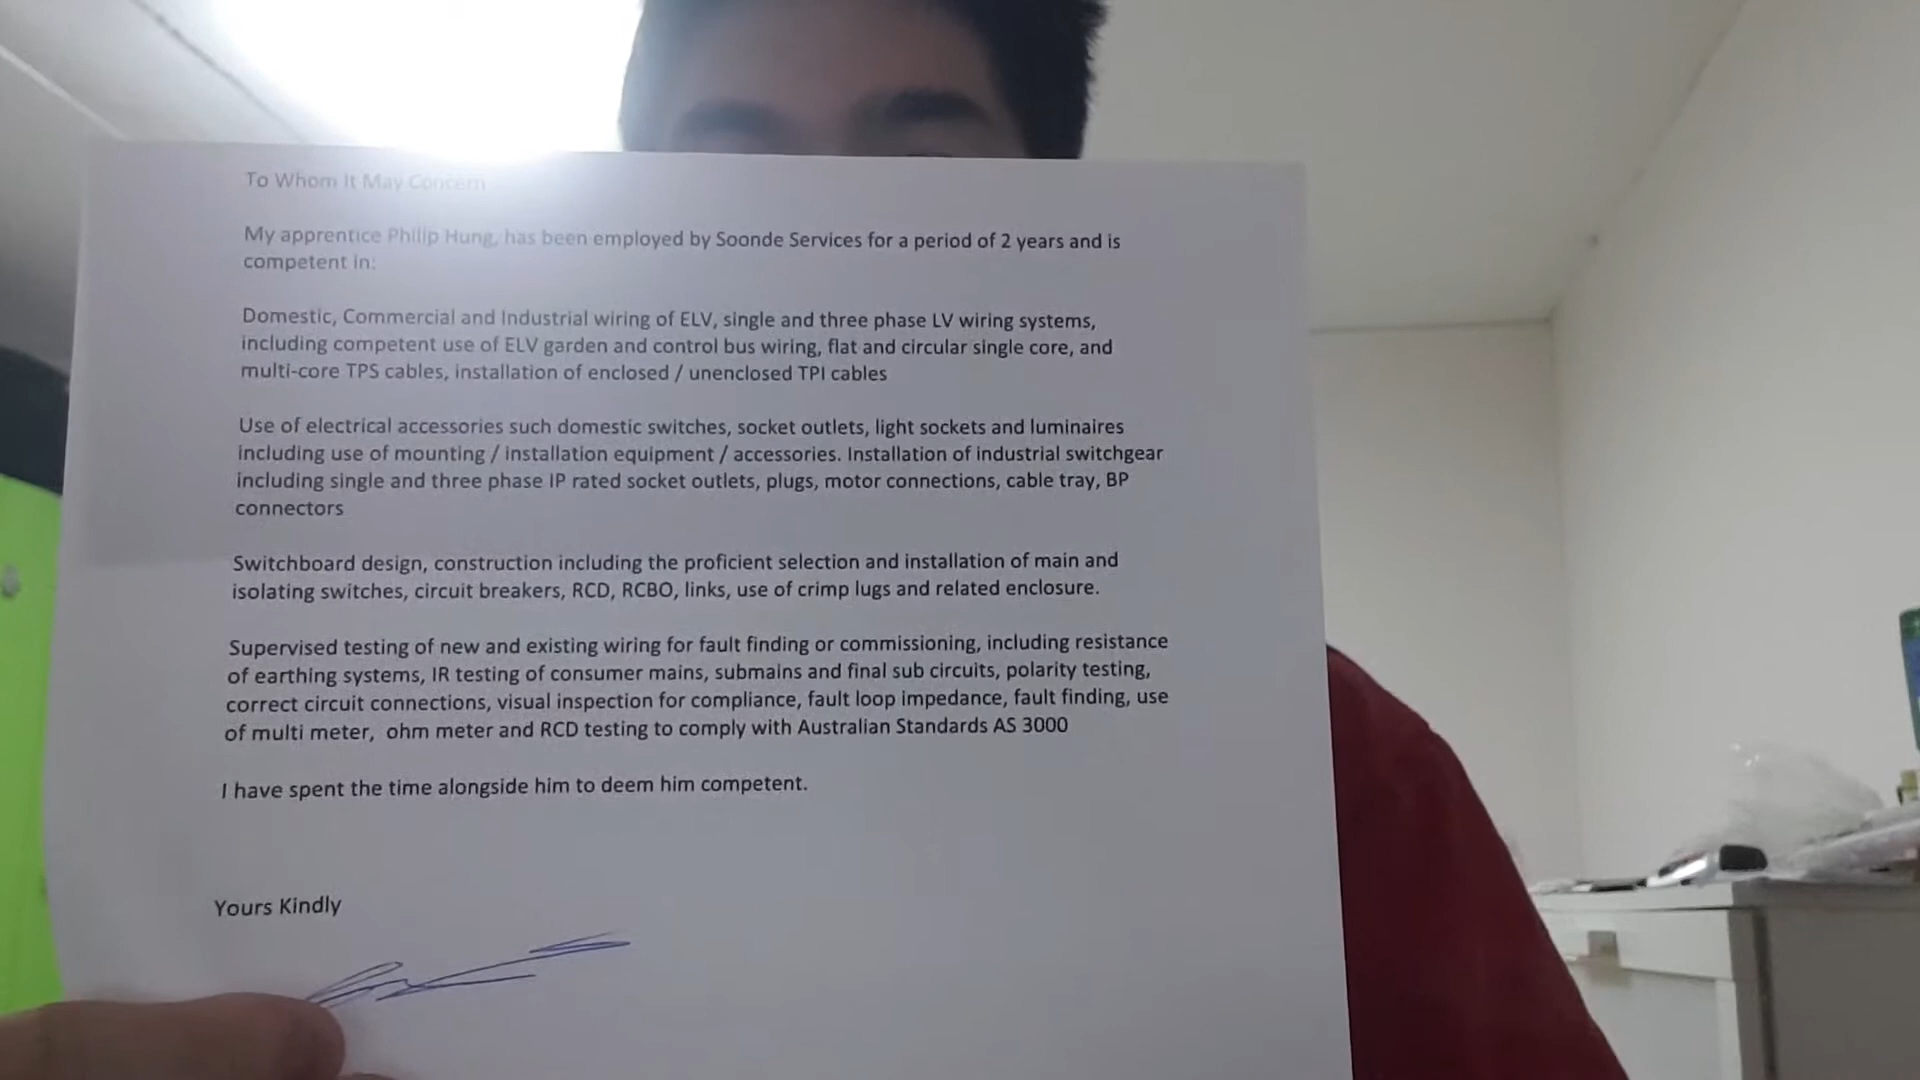 To Whom It May Concern
My apprentice Philip Hung, has been employed by Soonde Services for a period of 2 years and is
competent in:
Domestic, Commercial and Industrial wiring of ELV, single and three phase LV wiring systems,
including competent use of ELV garden and control bus wiring, flat and circular single core, and
multi-core TPS cables, installation of enclosed / unenclosed TPI cables
Use of electrical accessories such domestic switches, socket outlets, light sockets and luminaires
including use of mounting / installation equipment / accessories. Installation of industrial switchgear
including single and three phase IP rated socket outlets, plugs, motor connections, cable tray, BP
connectors
Switchboard design, construction including the proficient selection and installation of main and
isolating switches, circuit breakers, RCD, RCBO, links, use of crimp lugs and related enclosure.
Supervised testing of new and existing wiring for fault finding or commissioning, including resistance
of earthing systems, IR testing of consumer mains, submains and final sub circuits, polarity testing,
correct circuit connections, visual inspection for compliance, fault loop impedance, fault finding, use
of multi meter, ohm meter and RCD testing to comply with Australian Standards AS 3000
I have spent the time alongside him to deem him competent.
Yours Kindly